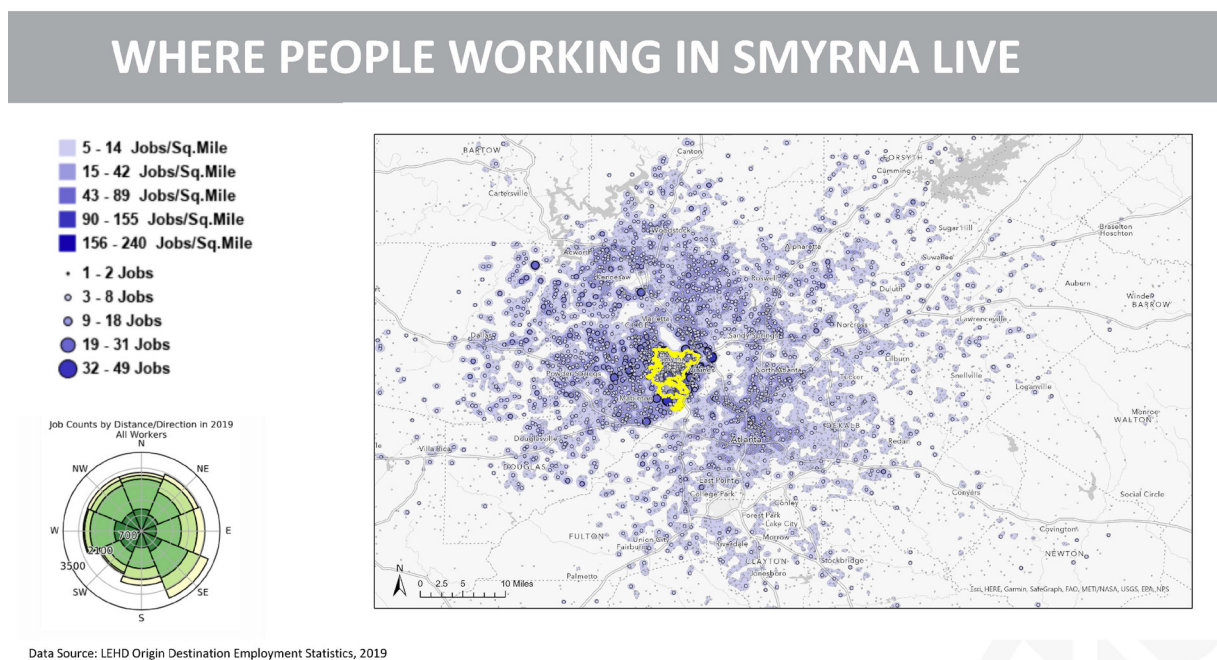 WHERE PEOPLE WORKING IN SMYRNA LIVE
5 - 14 Jobs/Sq.Mile
15 - 42 Jobs/Sq.Mile
43 - 89 Jobs/Sq.Mile
90 - 155 Jobs/Sq.Mile
156 - 240 Jobs/Sq.Mile
1 - 2 Jobs
3 - 8 Jobs
9 - 18 Jobs
19 - 31 Jobs
32 - 49 Jobs
Job Counts by Distance/Direction in 2019
All Workers
N
NW
NE
W
E
700
2100
3500
SW
SE
S
BARTOW
Canton
FORSYTH
Cumming
Cartersville
Woodstock
Sugar Hill
Braselton
Hoschton
Acworth
Alpharetta
Suwanee
Kennesaw
Roswell
Duluth
Auburn
Winder
BARROW
Marietta
Norcross
Lawrenceville
Dallas
Sandy Springs
Lilburn
Powder Springs
North Atlanta
Tucker
Snellville
Loganville
Mableton
Monroe
WALTON
Atlanta
DEKALB
Redan
Douglasville
Villa Rica
DOUGLAS
East Point
College Park
Conyers
Social Circle
Conley
Forest Park
Lake City
Covington
FULTON
Union City
Fairburn
Riverdale
Morrow
NEWTON
CLAYTON
Stockbridge
Jonesboro
Palmetto
N
0 2.5 5 10 Miles
Esri, HERE, Garmin, SafeGraph, FAO, METI/NASA, USGS, EPA, NPS
Data Source: LEHD Origin Destination Employment Statistics, 2019